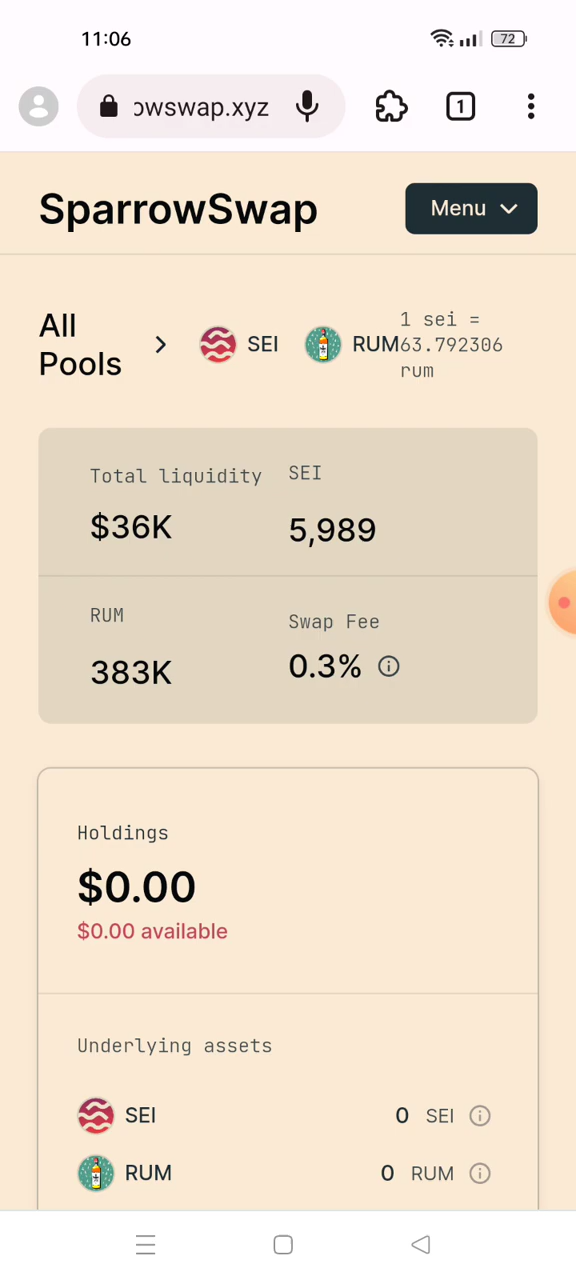 11:06
72
owswap.xyz
1
SparrowSwap
Menu
All
Pools
SEI
RUM
1 sei =
63.792306
rum
Total liquidity
SEI
$36K
5,989
RUM
Swap Fee
383K
0.3%
Holdings
$0.00
$0.00 available
Underlying assets
SEI
0 SEI
RUM
0 RUM